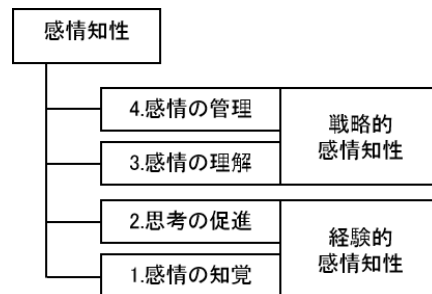 感情知性
4.感情の管理
3.感情の理解
戦略的
感情知性
2.思考の促進
1.感情の知覚
経験的
感情知性